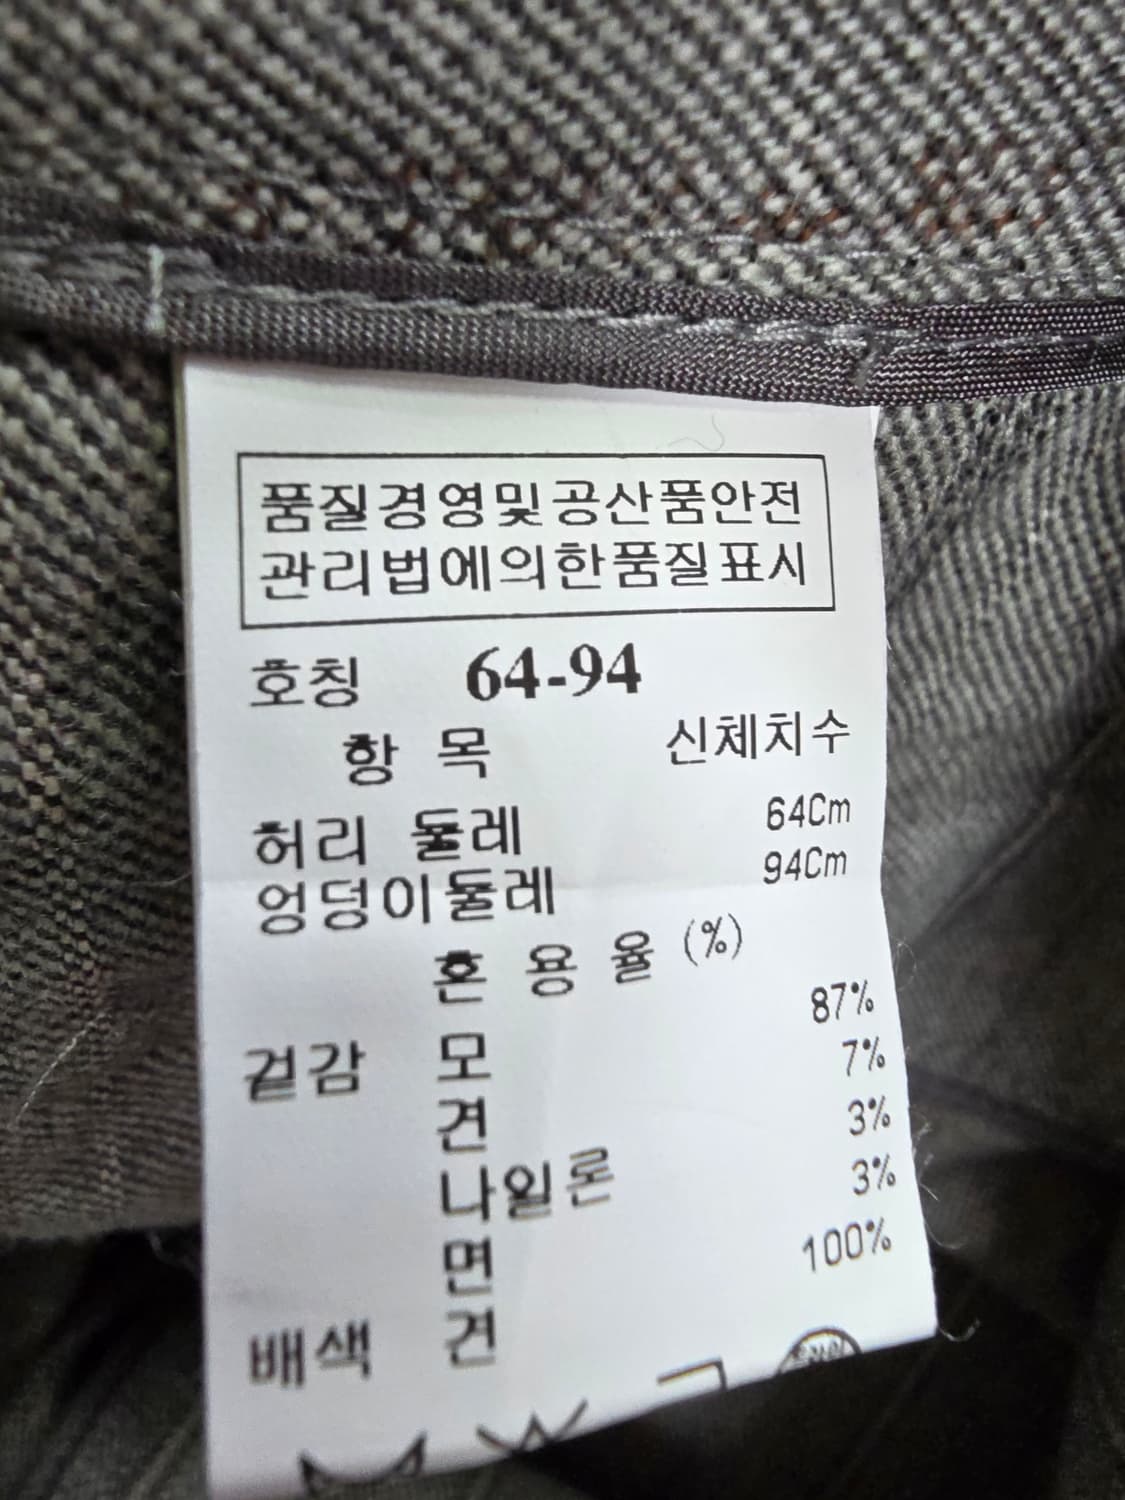 품질경영및공산품안전
관리법에의한품질표시
호칭 64-94
항 목 신체치수
허리 둘레 64Cm
엉덩이둘레 94Cm
혼 용 율 (%)
겉감 모 87%
견 7%
나일론 3%
면 3%
배색 견 100%
드라이